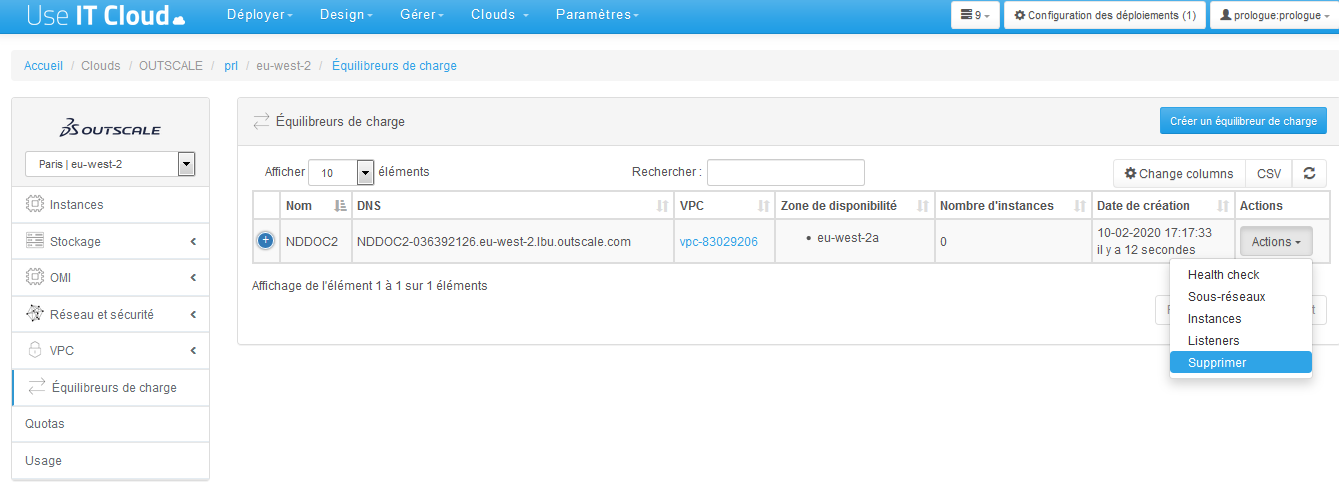 Use IT Cloud Déployer Design Gérer Clouds Paramètres 9 Configuration des déploiements (1) prologue:prologue
Accueil / Clouds / OUTSCALE / prl / eu-west-2 / Équilibreurs de charge
OUTSCALE
Paris | eu-west-2
Instances
Stockage
OMI
Réseau et sécurité
VPC
Équilibreurs de charge
Quotas
Usage
Équilibreurs de charge Créer un équilibreur de charge
Afficher 10 éléments Rechercher : Change columns CSV
Nom DNS VPC Zone de disponibilité Nombre d'instances Date de création Actions
NDDOC2 NDDOC2-036392126.eu-west-2.lbu.outscale.com vpc-83029206 • eu-west-2a 0 10-02-2020 17:17:33 Actions
il y a 12 secondes
Affichage de l'élément 1 à 1 sur 1 éléments
Health check
Sous-réseaux
Instances
Listeners
Supprimer